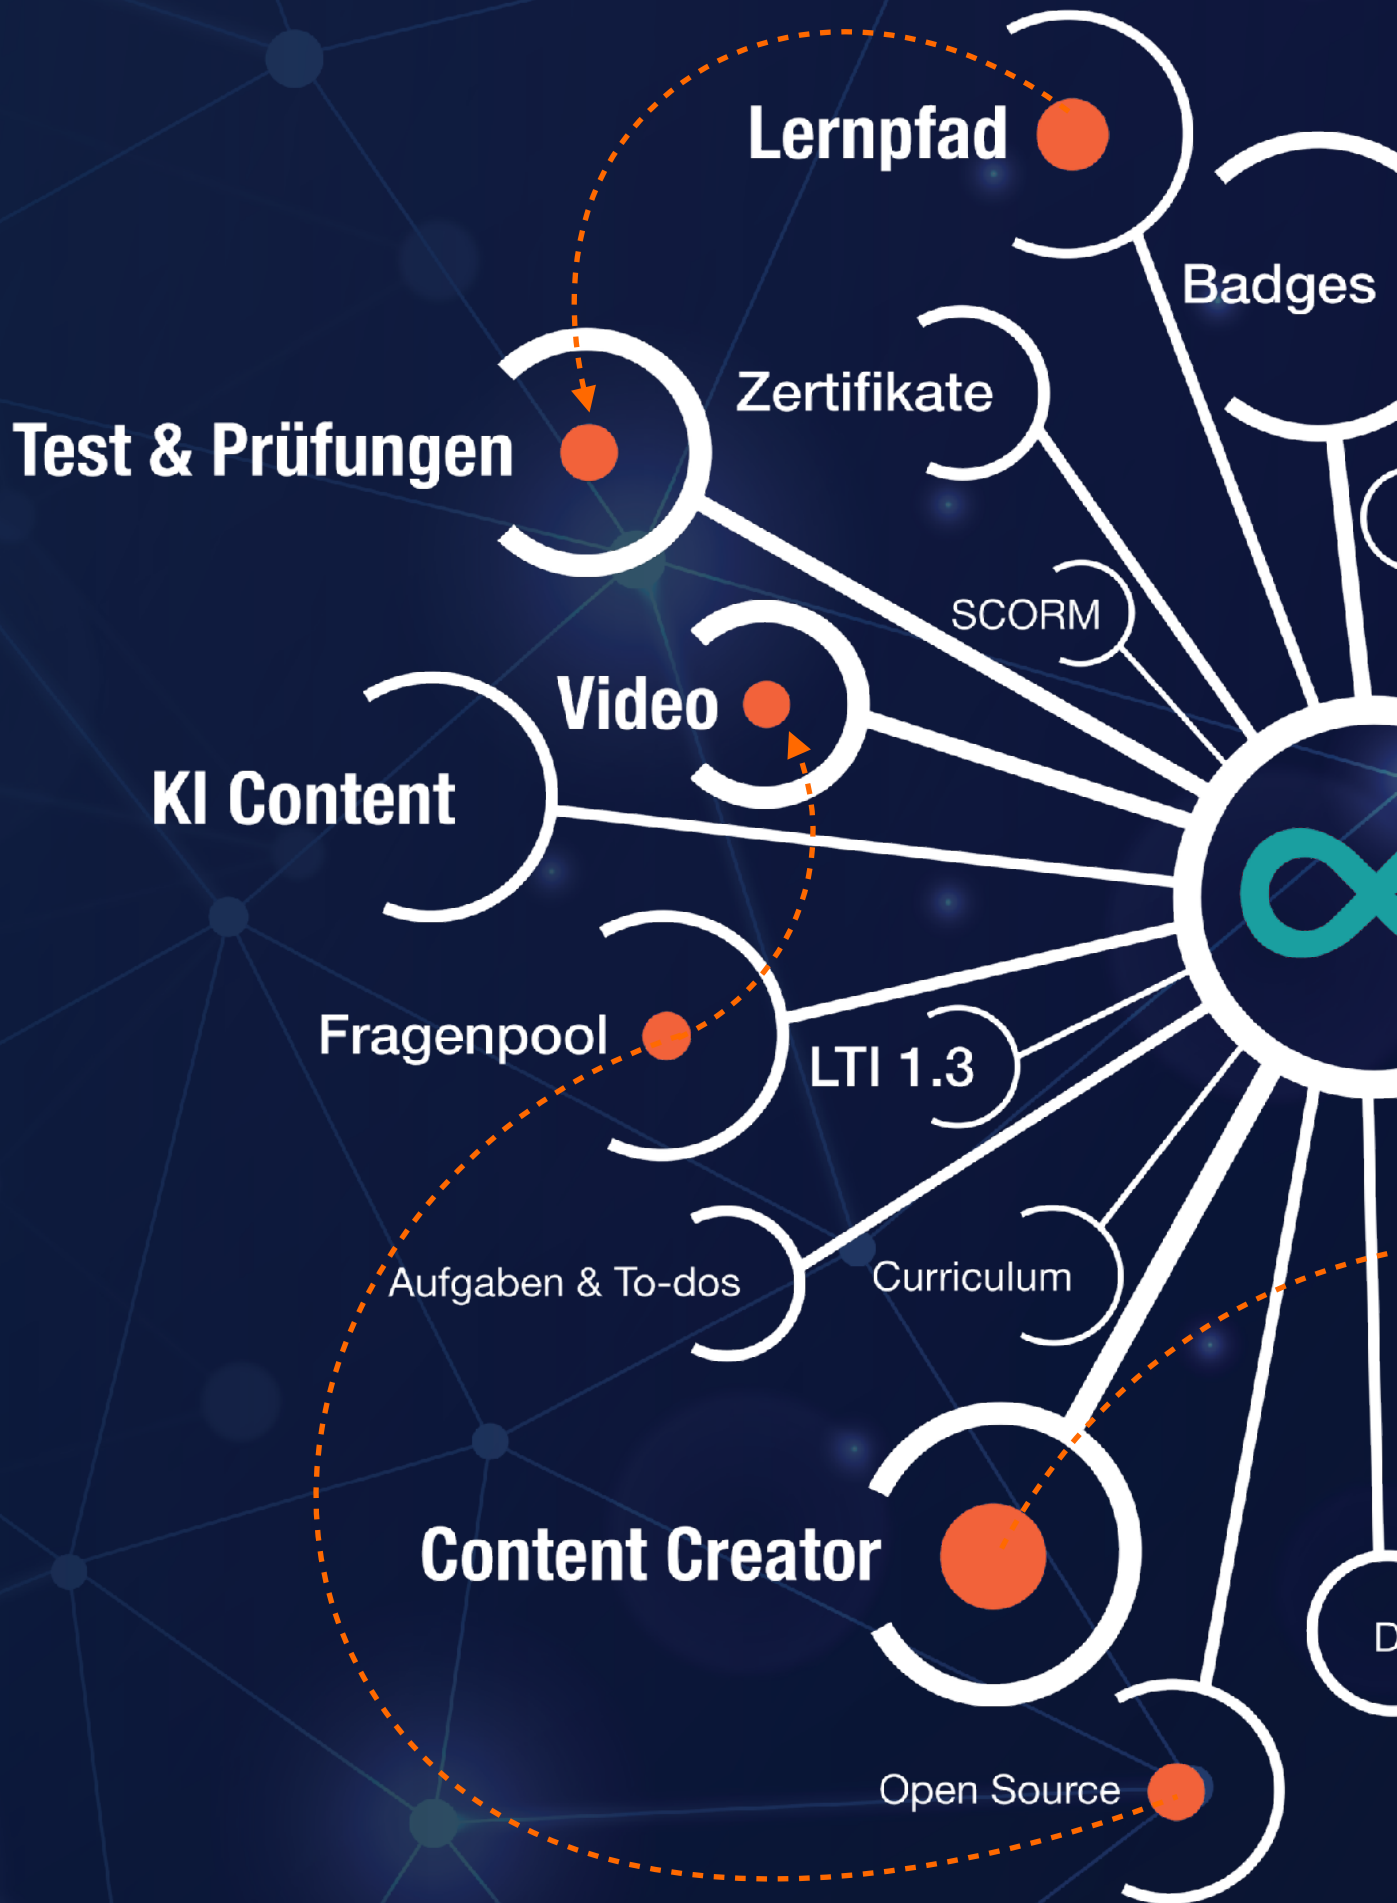 Lernpfad
Badges
Zertifikate
Test & Prüfungen
SCORM
Video
KI Content
Fragenpool
LTI 1.3
Aufgaben & To-dos
Curriculum
Content Creator
Open Source